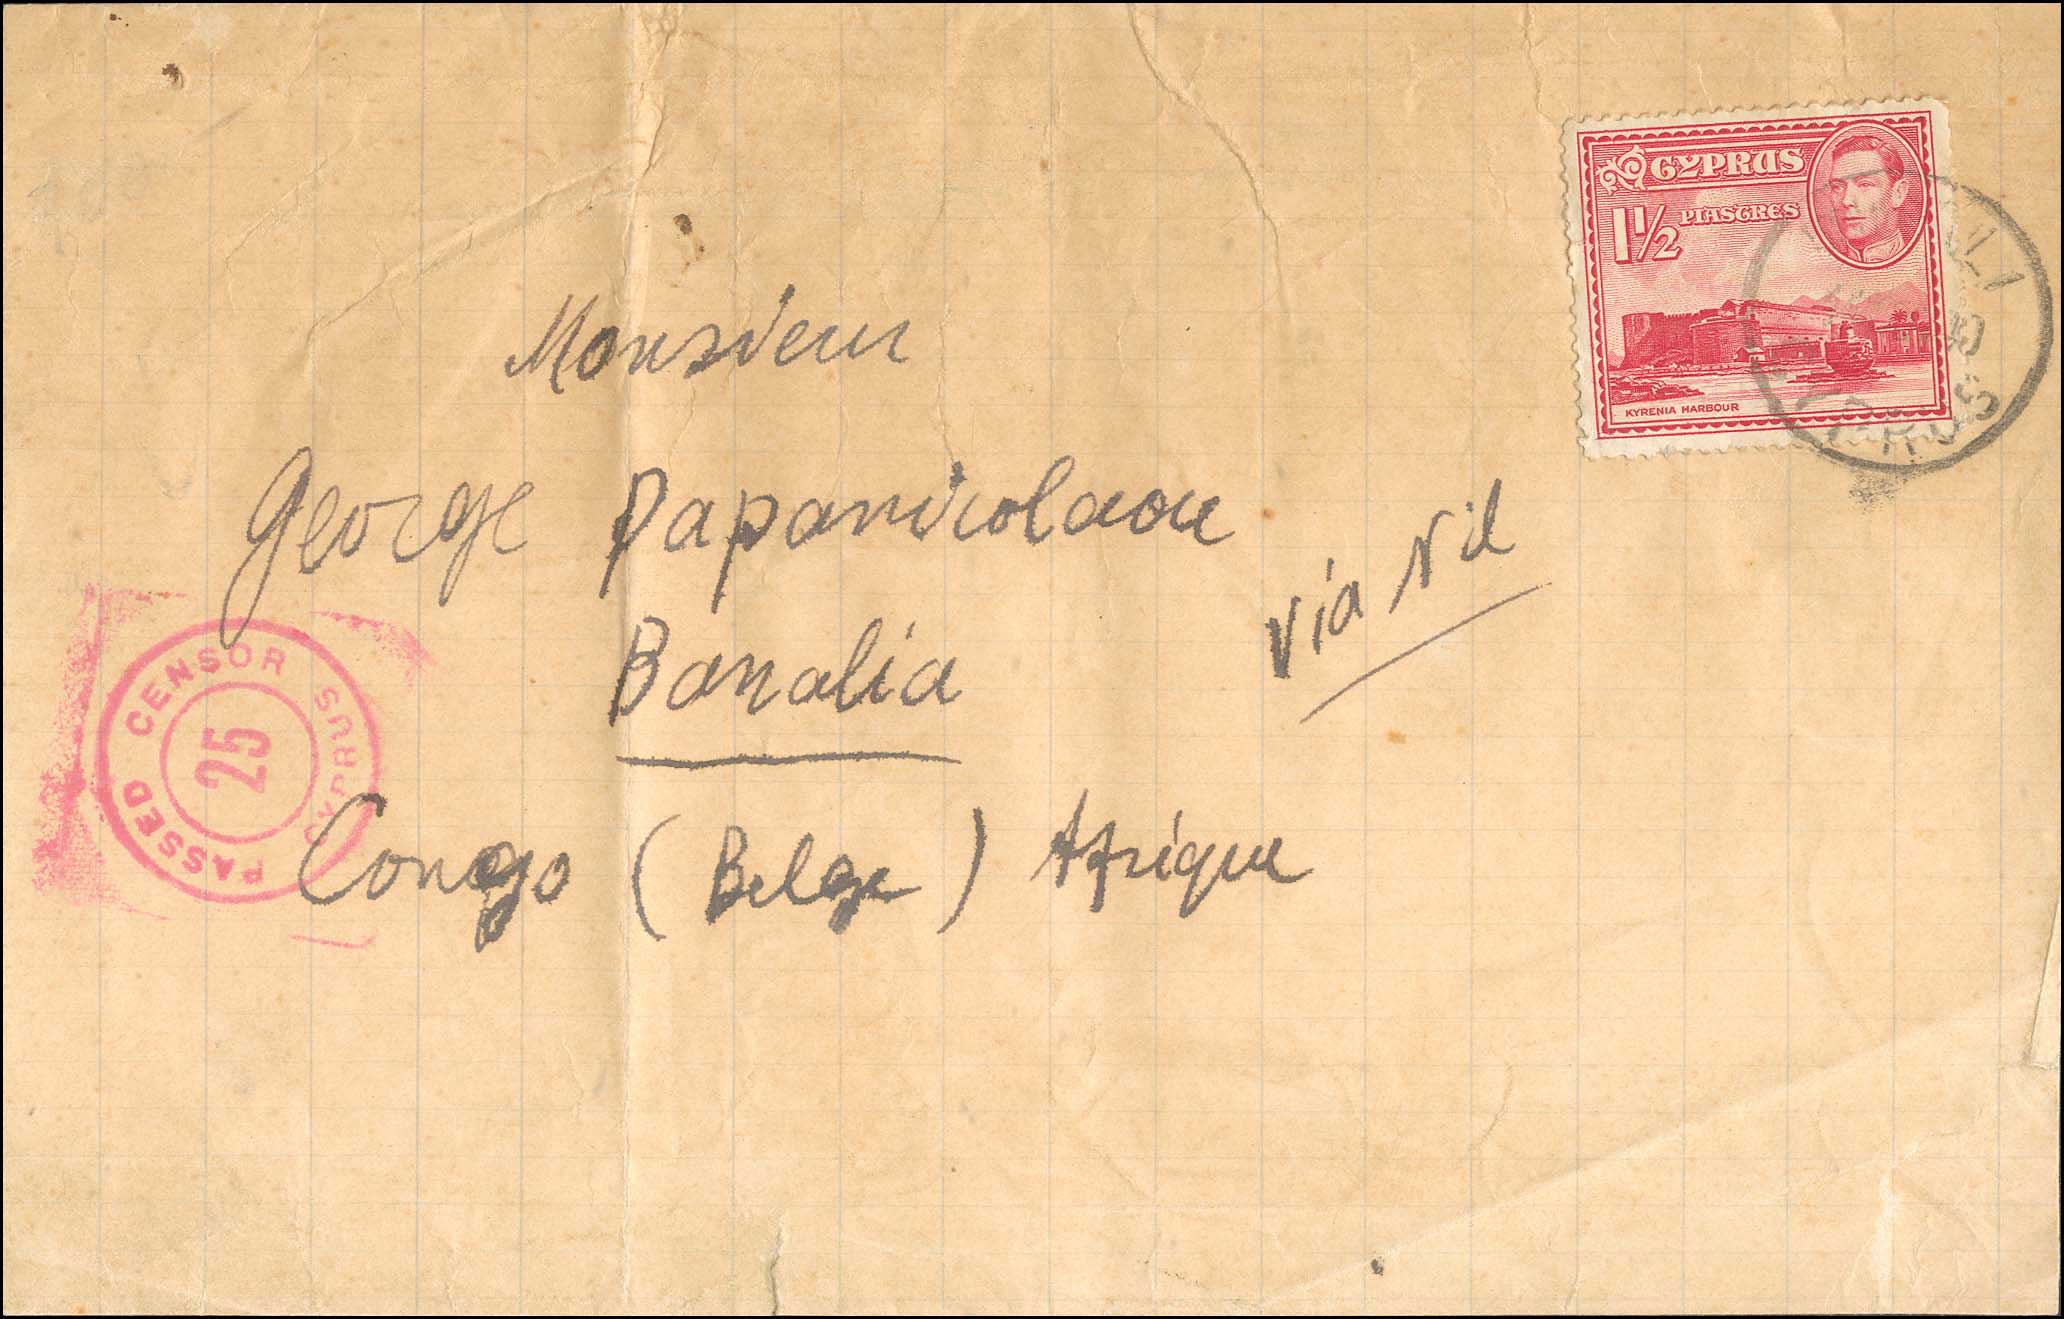 CYPRUS
1½ PIASTRES
KYRENIA HARBOUR
CYPRUS
Monsieur
George Papanicolaou
Via Nil
Banalia
Congo (Belge) Afrique
PASSED CENSOR CYPRUS
25